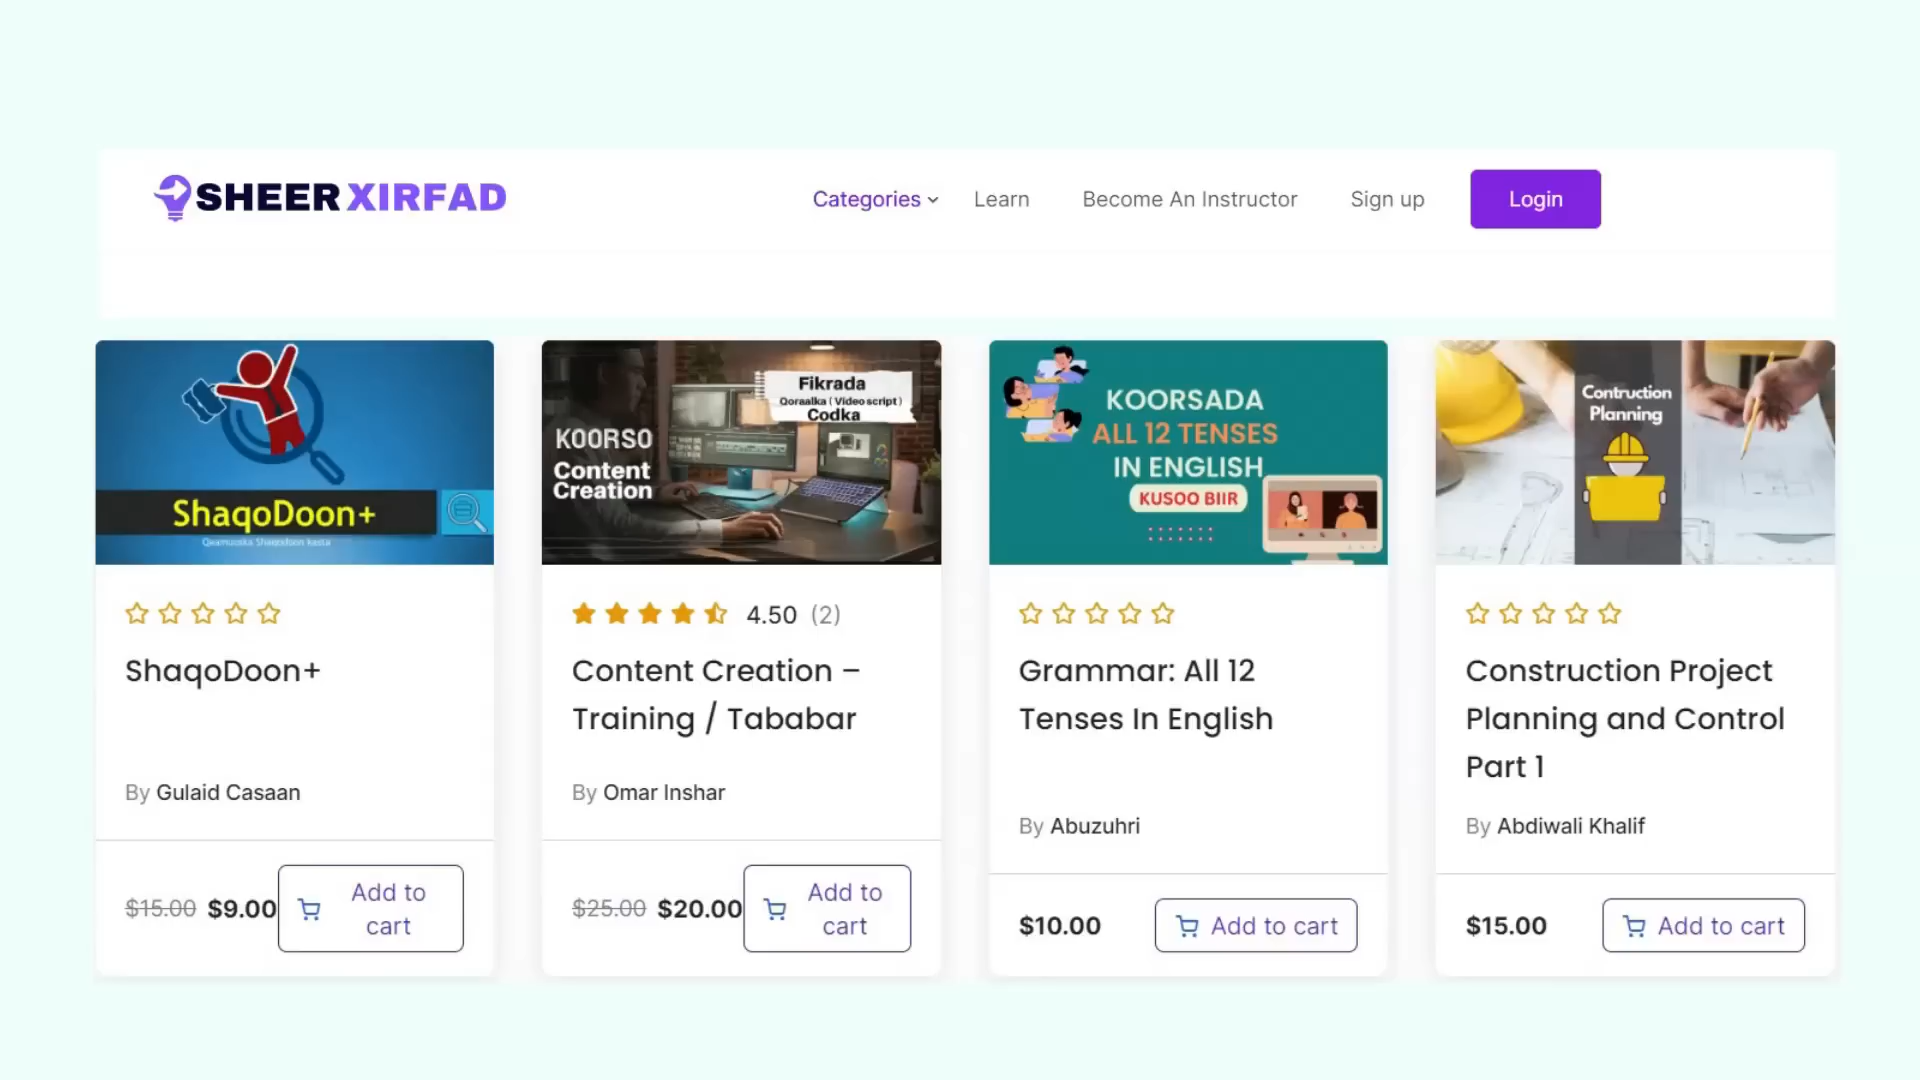 SHEER XIRFAD
Categories
Learn
Become An Instructor
Sign up
Login
ShaqoDoon+
Qaamuuska Shaqodoon kasta
KOORSO
Content
Creation
Fikrada
Qoraalka ( Video script )
Codka
KOORSADA
ALL 12 TENSES
IN ENGLISH
KUSOO BIIR
Contruction
Planning
4.50 (2)
ShaqoDoon+
Content Creation –
Training / Tababar
Grammar: All 12
Tenses In English
Construction Project
Planning and Control
Part 1
By Gulaid Casaan
By Omar Inshar
By Abuzuhri
By Abdiwali Khalif
$15.00 $9.00
Add to
cart
$25.00 $20.00
Add to
cart
$10.00
Add to cart
$15.00
Add to cart